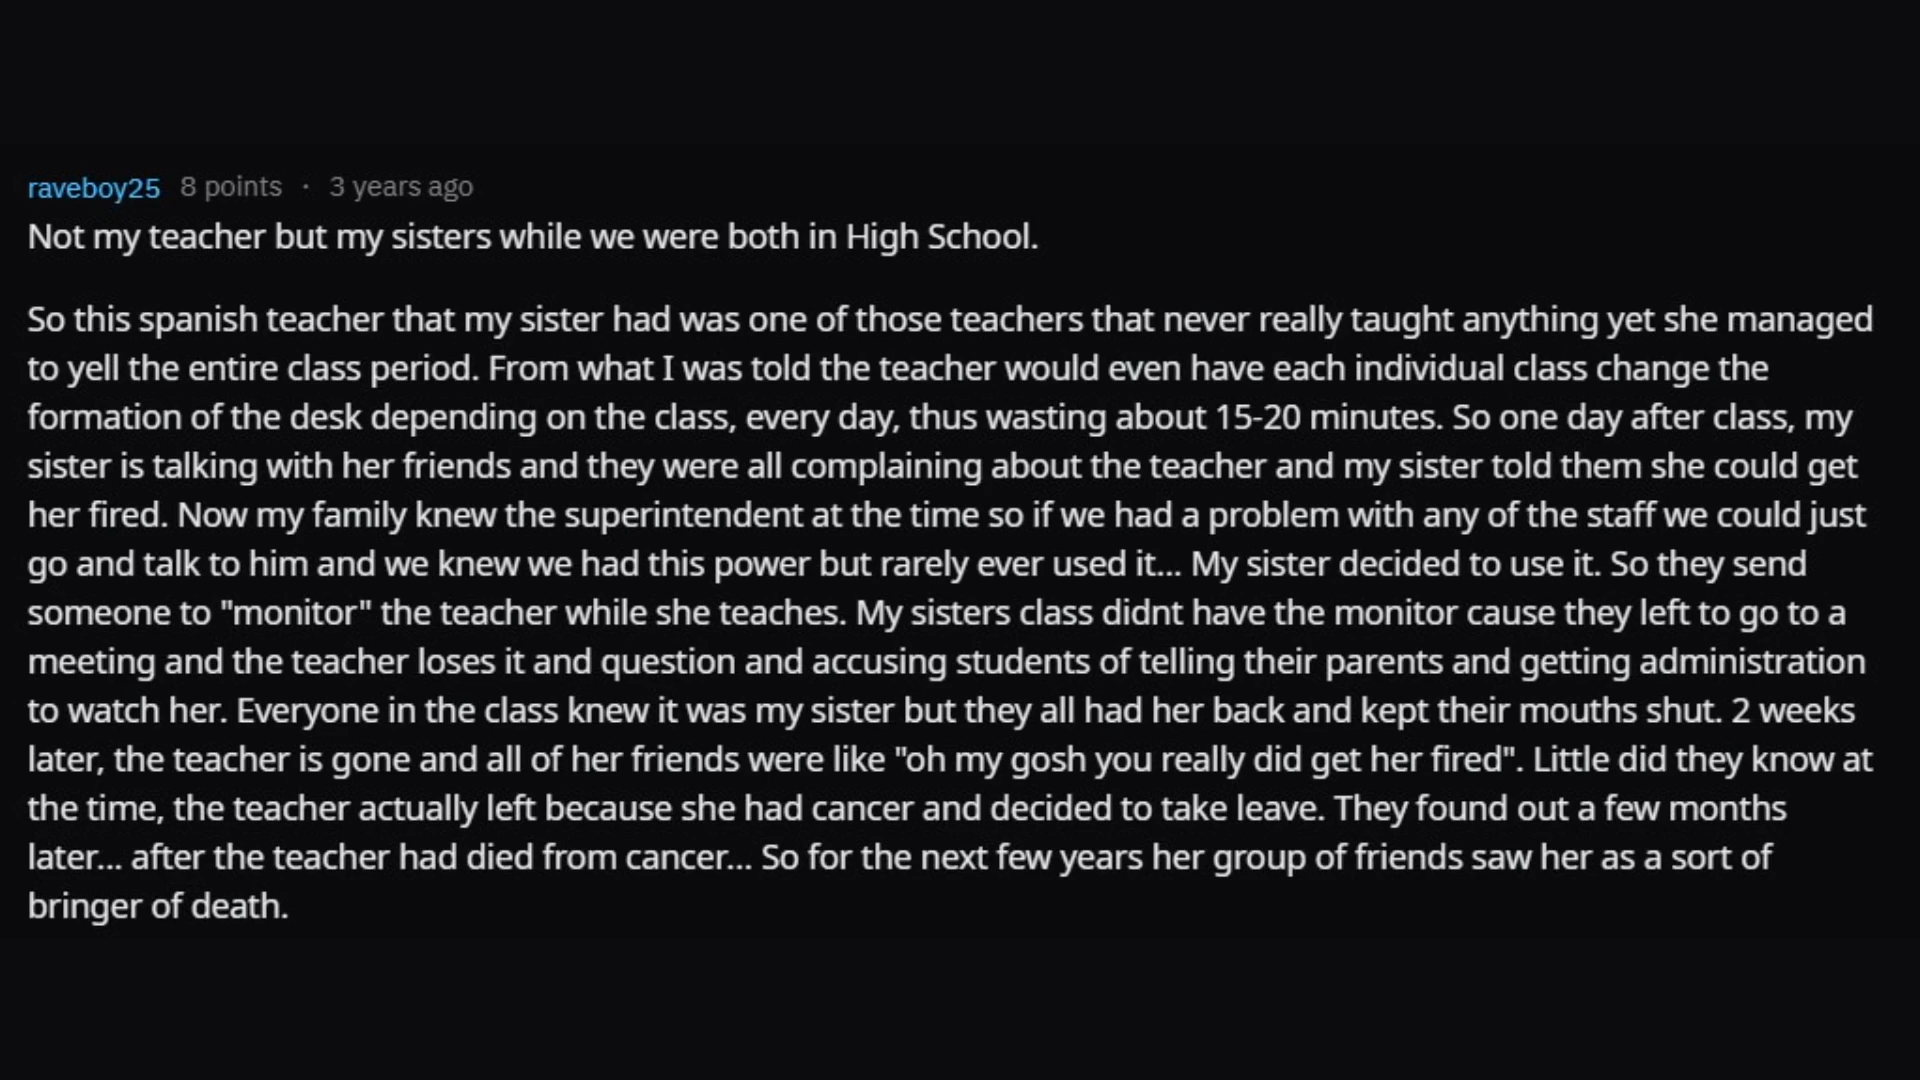 raveboy25 8 points · 3 years ago
Not my teacher but my sisters while we were both in High School.
So this spanish teacher that my sister had was one of those teachers that never really taught anything yet she managed
to yell the entire class period. From what I was told the teacher would even have each individual class change the
formation of the desk depending on the class, every day, thus wasting about 15-20 minutes. So one day after class, my
sister is talking with her friends and they were all complaining about the teacher and my sister told them she could get
her fired. Now my family knew the superintendent at the time so if we had a problem with any of the staff we could just
go and talk to him and we knew we had this power but rarely ever used it... My sister decided to use it. So they send
someone to "monitor" the teacher while she teaches. My sisters class didnt have the monitor cause they left to go to a
meeting and the teacher loses it and question and accusing students of telling their parents and getting administration
to watch her. Everyone in the class knew it was my sister but they all had her back and kept their mouths shut. 2 weeks
later, the teacher is gone and all of her friends were like "oh my gosh you really did get her fired". Little did they know at
the time, the teacher actually left because she had cancer and decided to take leave. They found out a few months
later... after the teacher had died from cancer... So for the next few years her group of friends saw her as a sort of
bringer of death.